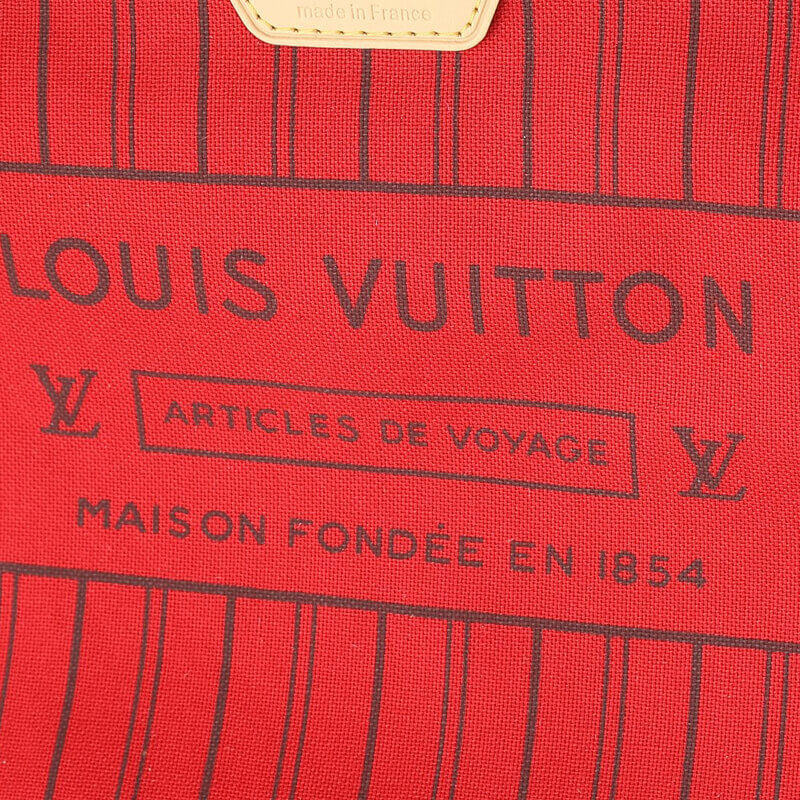 made in France
LOUIS VUITTON
LV ARTICLES DE VOYAGE LV
MAISON FONDÉE EN 1854